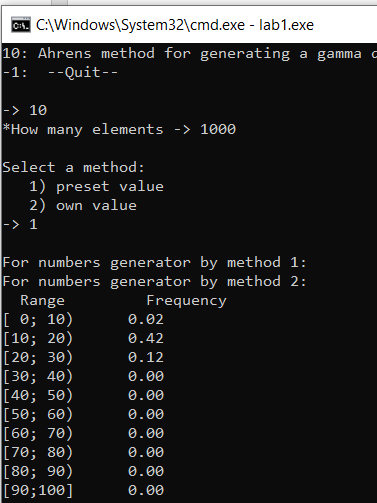 C:\Windows\System32\cmd.exe - lab1.exe
10: Ahrens method for generating a gamma
-1:  --Quit--
-> 10
*How many elements -> 1000
Select a method:
   1) preset value
   2) own value
-> 1
For numbers generator by method 1:
For numbers generator by method 2:
  Range         Frequency
[ 0; 10)      0.02
[10; 20)      0.42
[20; 30)      0.12
[30; 40)      0.00
[40; 50)      0.00
[50; 60)      0.00
[60; 70)      0.00
[70; 80)      0.00
[80; 90)      0.00
[90;100]      0.00